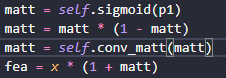 matt = self.sigmoid(p1)
matt = matt * (1 - matt)
matt = self.conv_matt(matt)
fea = x * (1 + matt)